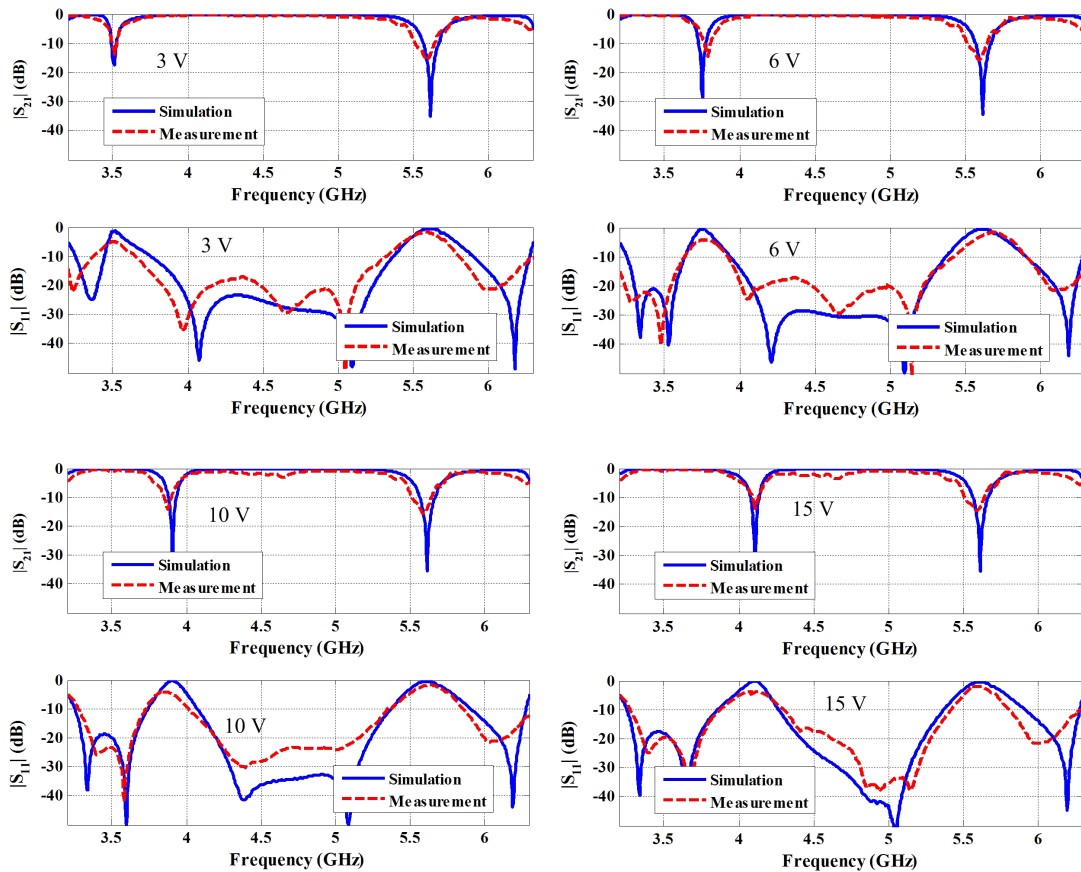 0
-10
-20
-30
-40
|S21| (dB)
3 V
Simulation
Measurement
3.5
4
4.5
5
5.5
6
Frequency (GHz)
0
-10
-20
-30
-40
|S21| (dB)
6 V
Simulation
Measurement
3.5
4
4.5
5
5.5
6
Frequency (GHz)
0
-10
-20
-30
-40
-50
|S11| (dB)
3 V
Simulation
Measurement
3.5
4
4.5
5
5.5
6
Frequency (GHz)
0
-10
-20
-30
-40
-50
|S11| (dB)
6 V
Simulation
Measurement
3.5
4
4.5
5
5.5
6
Frequency (GHz)
0
-10
-20
-30
-40
|S21| (dB)
10 V
Simulation
Measurement
3.5
4
4.5
5
5.5
6
Frequency (GHz)
0
-10
-20
-30
-40
|S21| (dB)
15 V
Simulation
Measurement
3.5
4
4.5
5
5.5
6
Frequency (GHz)
0
-10
-20
-30
-40
|S11| (dB)
10 V
Simulation
Measurement
3.5
4
4.5
5
5.5
6
Frequency (GHz)
0
-10
-20
-30
-40
|S11| (dB)
15 V
Simulation
Measurement
3.5
4
4.5
5
5.5
6
Frequency (GHz)